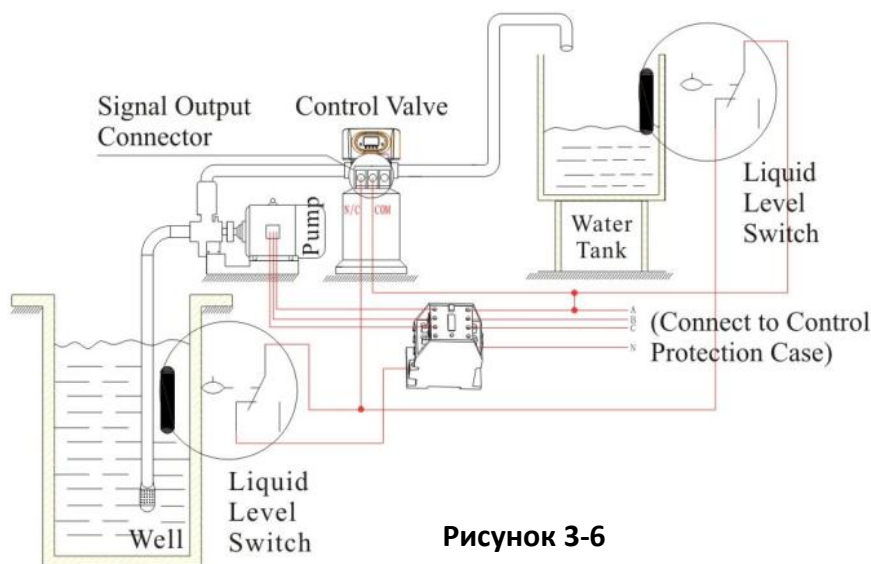 Signal Output
Connector
Control Valve
N/C
COM
Pump
Water
Tank
Liquid
Level
Switch
A
B
C
N
(Connect to Control
Protection Case)
Well
Liquid
Level
Switch
Рисунок 3-6